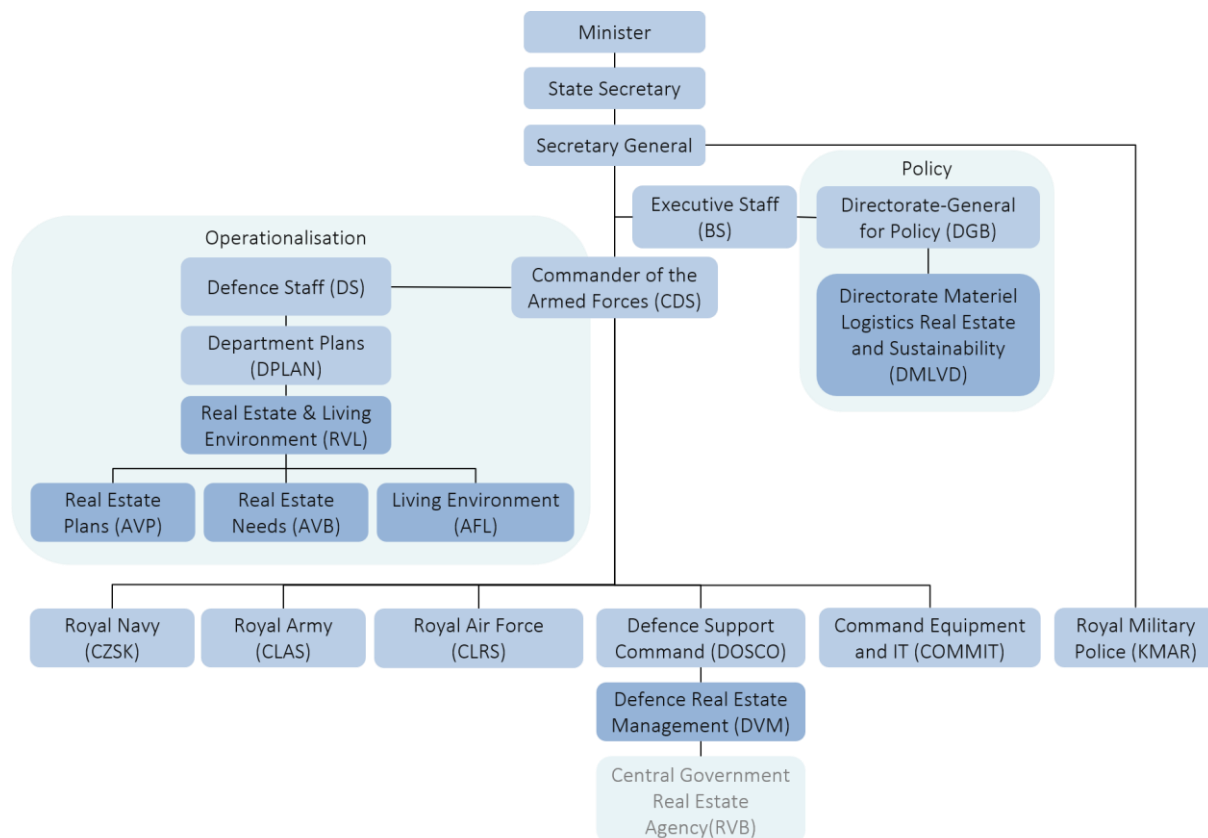 Minister
State Secretary
Secretary General
Policy
Executive Staff
(BS)
Directorate-General
for Policy (DGB)
Operationalisation
Defence Staff (DS)
Commander of the
Armed Forces (CDS)
Directorate Materiel
Logistics Real Estate
and Sustainability
(DMLVD)
Department Plans
(DPLAN)
Real Estate & Living
Environment (RVL)
Real Estate
Plans (AVP)
Real Estate
Needs (AVB)
Living Environment
(AFL)
Royal Navy
(CZSK)
Royal Army
(CLAS)
Royal Air Force
(CLRS)
Defence Support
Command (DOSCO)
Command Equipment
and IT (COMMIT)
Royal Military
Police (KMAR)
Defence Real Estate
Management (DVM)
Central Government
Real Estate
Agency(RVB)